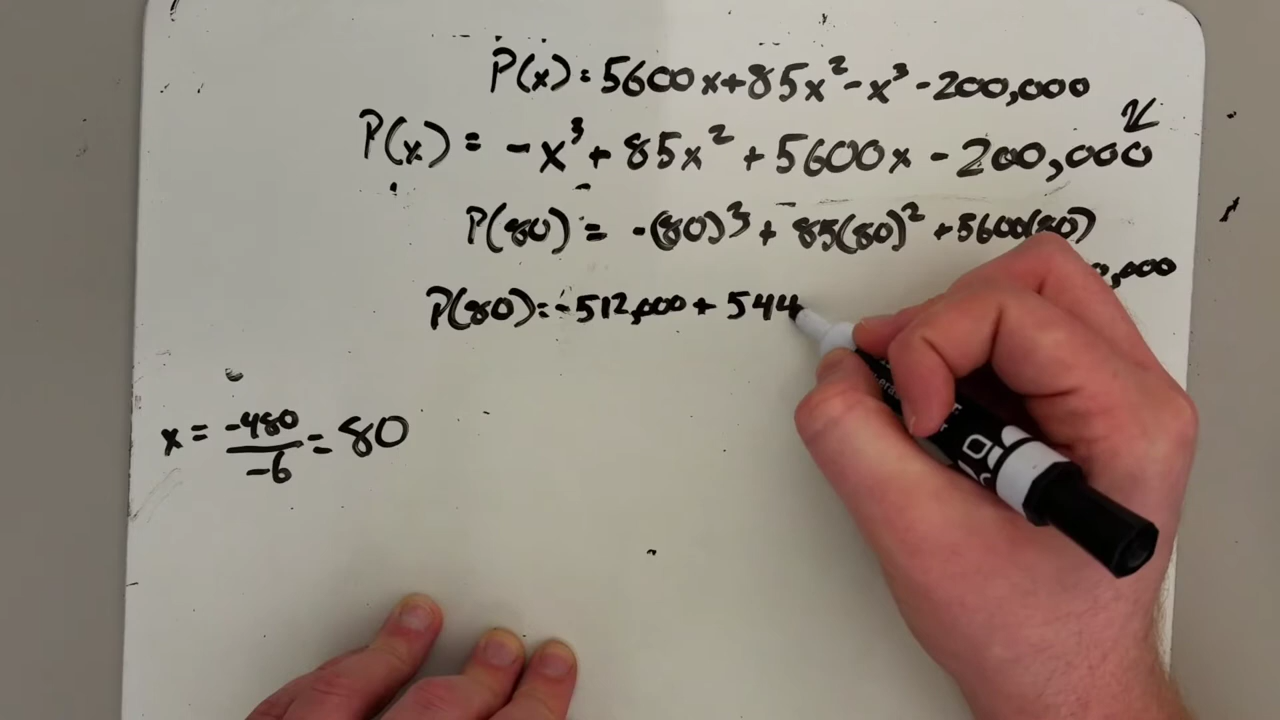 P(x) = 5600x+85x²-x³-200,000
P(x) = -x³+85x²+5600x-200,000
P(80) = -(80)³+85(80)²+5600(80)
,000
P(80) = -512,000+544
x = -480/-6 = 80